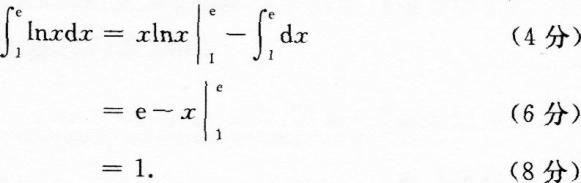 ∫₁ᵉ lnxdx = xlnx |₁ᵉ − ∫₁ᵉ dx （4 分）
= e − x |₁ᵉ （6 分）
= 1. （8 分）